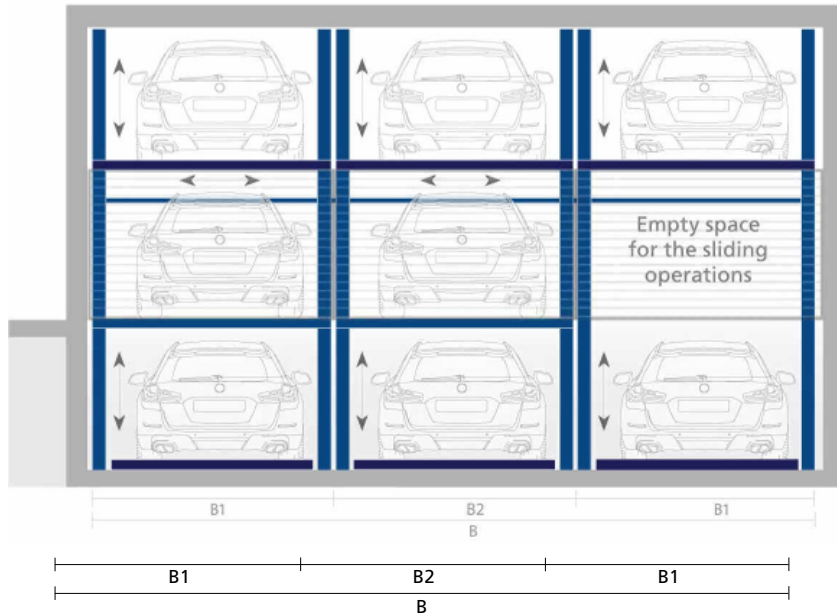 Empty space
for the sliding
operations
B1 B2 B1
B
B1 B2 B1
B